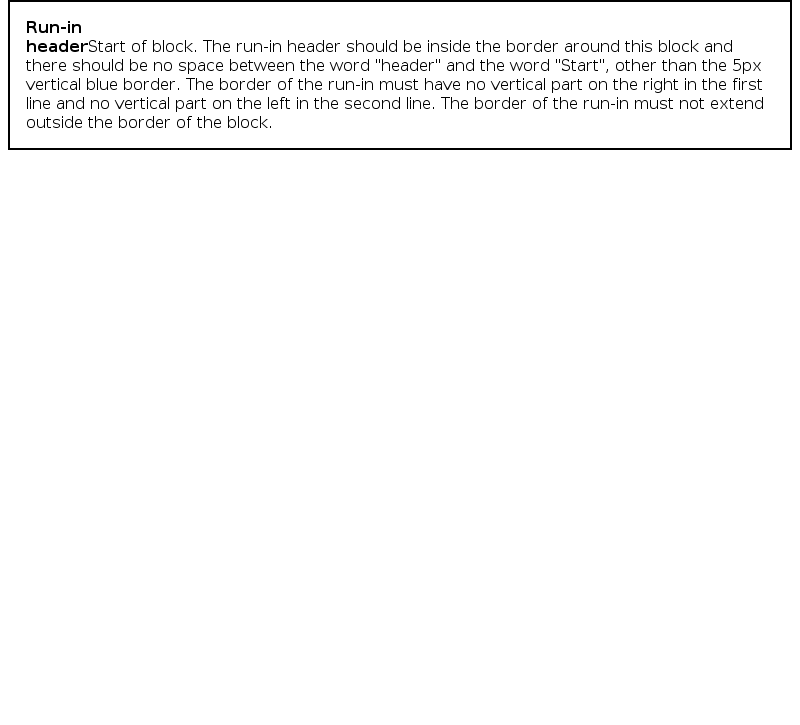 Run-in
headerStart of block. The run-in header should be inside the border around this block and
there should be no space between the word "header" and the word "Start", other than the 5px
vertical blue border. The border of the run-in must have no vertical part on the right in the first
line and no vertical part on the left in the second line. The border of the run-in must not extend
outside the border of the block.